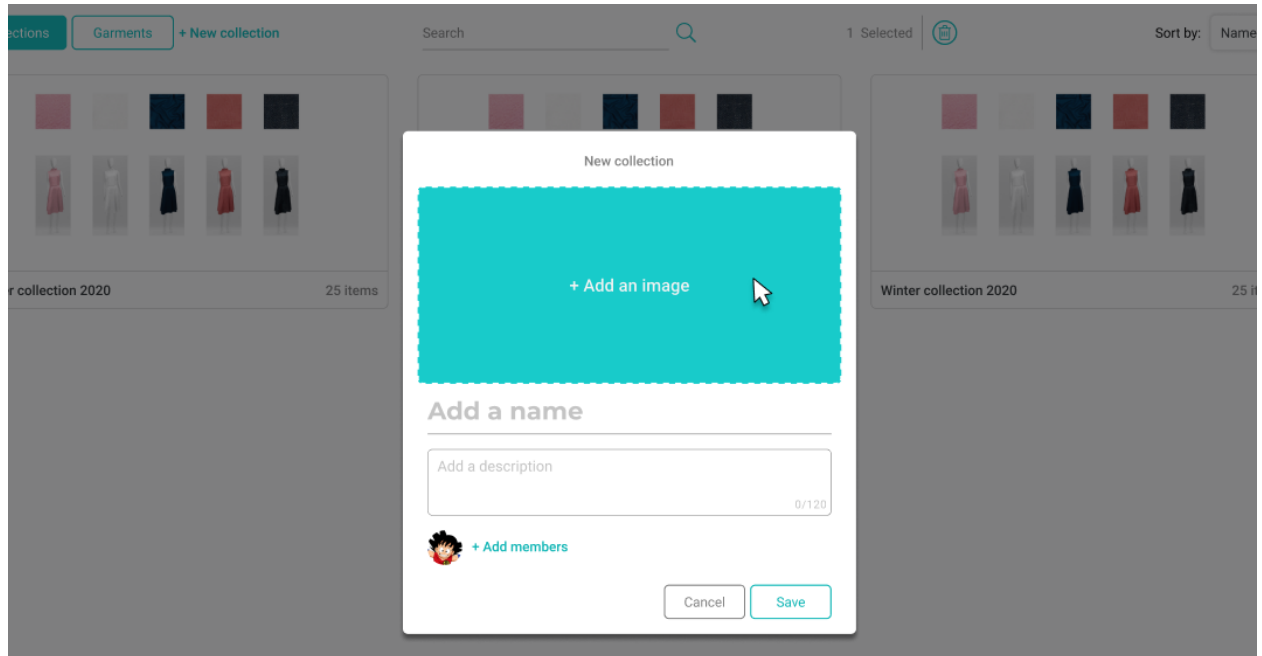 ections
Garments
+ New collection
Search
1 Selected
Sort by:
Name
New collection
+ Add an image
Add a name
Add a description
0/120
+ Add members
Cancel
Save
r collection 2020
25 items
Winter collection 2020
25 it